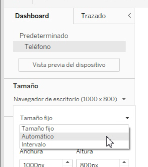 Dashboard Trazado
Predeterminado
Teléfono
Vista previa del dispositivo
Tamaño
Navegador de escritorio (1000 x 800)
Tamaño fijo
Tamaño fijo
Automático
Intervalo
Anchura Altura
1000px 800px